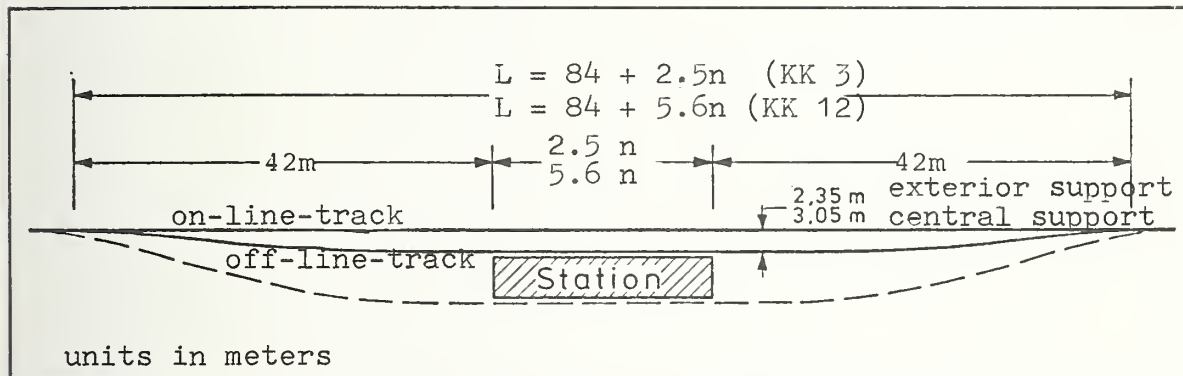 L = 84 + 2.5n (KK 3)
L = 84 + 5.6n (KK 12)
42m
2.5 n
5.6 n
42m
2,35 m exterior support
3,05 m central support
on-line-track
off-line-track
Station
units in meters